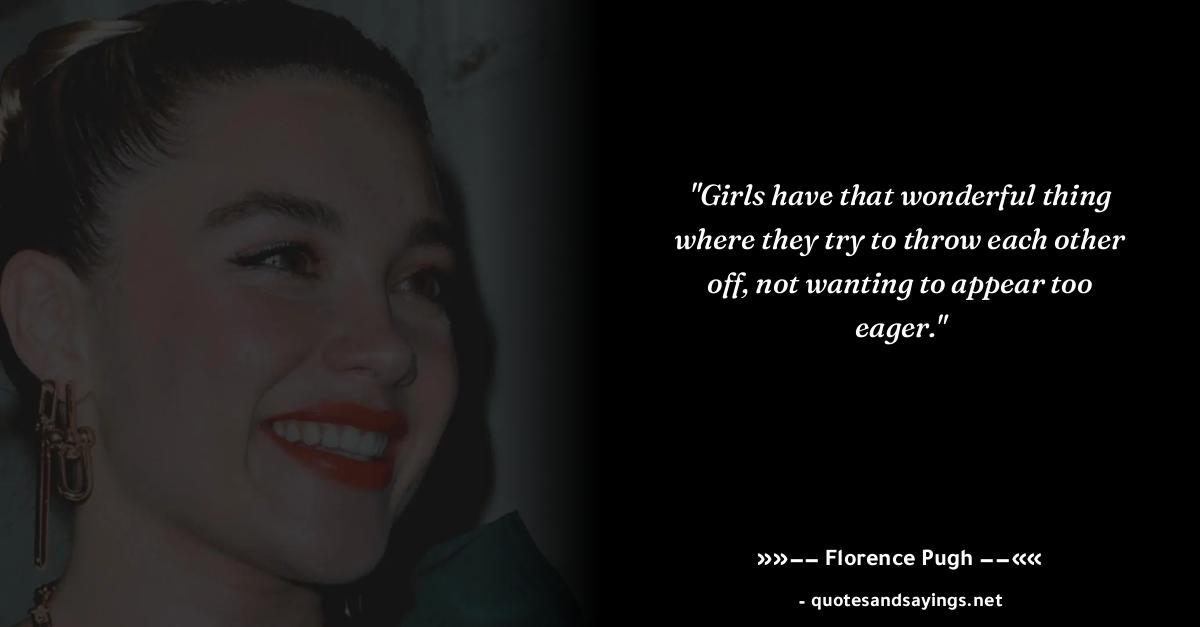 "Girls have that wonderful thing
where they try to throw each other
off, not wanting to appear too
eager."
»»–– Florence Pugh ––««
- quotesandsayings.net